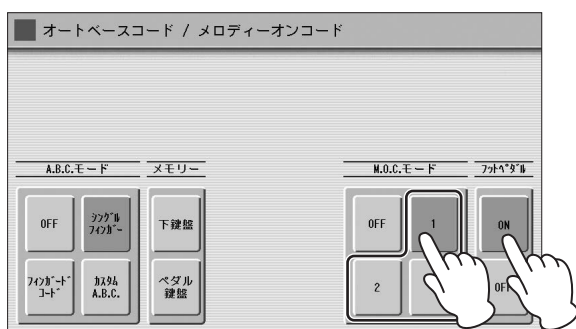 オートベースコード / メロディーオンコード
A.B.C.モード
メモリー
M.O.C.モード
フットペダル
OFF
シングル
フィンガー
下鍵盤
OFF
1
ON
フィンガード
コード
カスタム
A.B.C.
ペダル
鍵盤
2